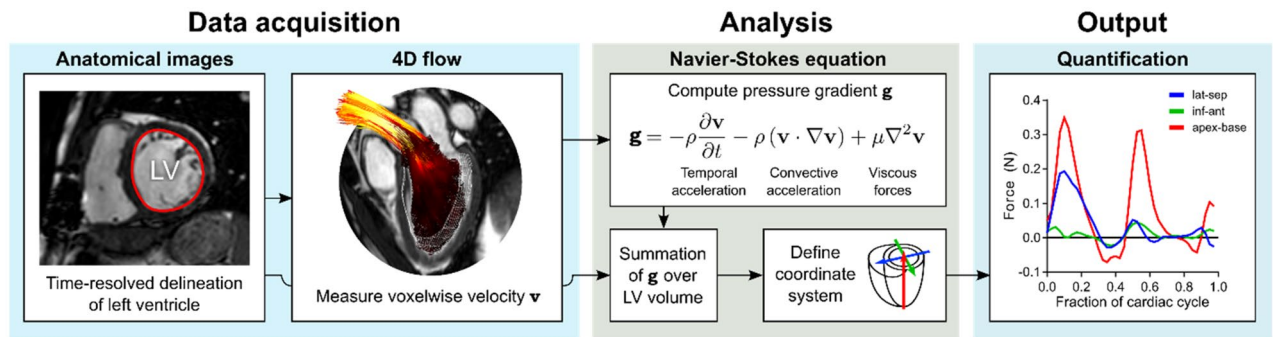 Data acquisition
Analysis
Output
Anatomical images
LV
Time-resolved delineation
of left ventricle
4D flow
Measure voxelwise velocity v
Navier-Stokes equation
Compute pressure gradient g
g = −ρ ∂v/∂t − ρ (v · ∇v) + μ∇²v
Temporal acceleration
Convective acceleration
Viscous forces
Summation
of g over
LV volume
Define
coordinate
system
Quantification
lat-sep
inf-ant
apex-base
Force (N)
0.4
0.3
0.2
0.1
0.0
-0.1
0.0 0.2 0.4 0.6 0.8 1.0
Fraction of cardiac cycle